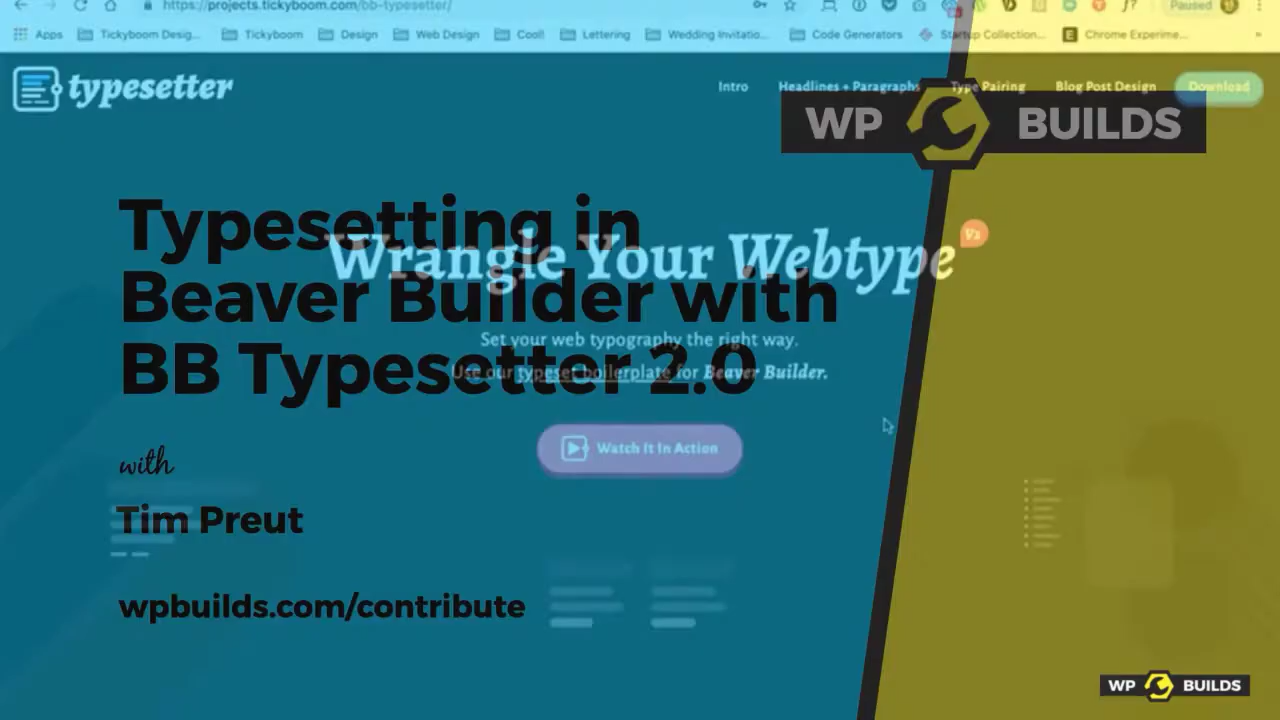 https://projects.tickyboom.com/bb-typesetter/
Paused
Apps Tickyboom Desig... Tickyboom Design Web Design Cool! Lettering Wedding Invitatio... Code Generators Startup Collection... Chrome Experime...
typesetter
Intro Headlines + Paragraphs Type Pairing Blog Post Design Download
WP BUILDS
Typesetting in
Beaver Builder with
BB Typesetter 2.0
Wrangle Your Webtype
V2
Set your web typography the right way.
Use our typeset boilerplate for Beaver Builder.
Watch It In Action
with
Tim Preut
wpbuilds.com/contribute
WP BUILDS